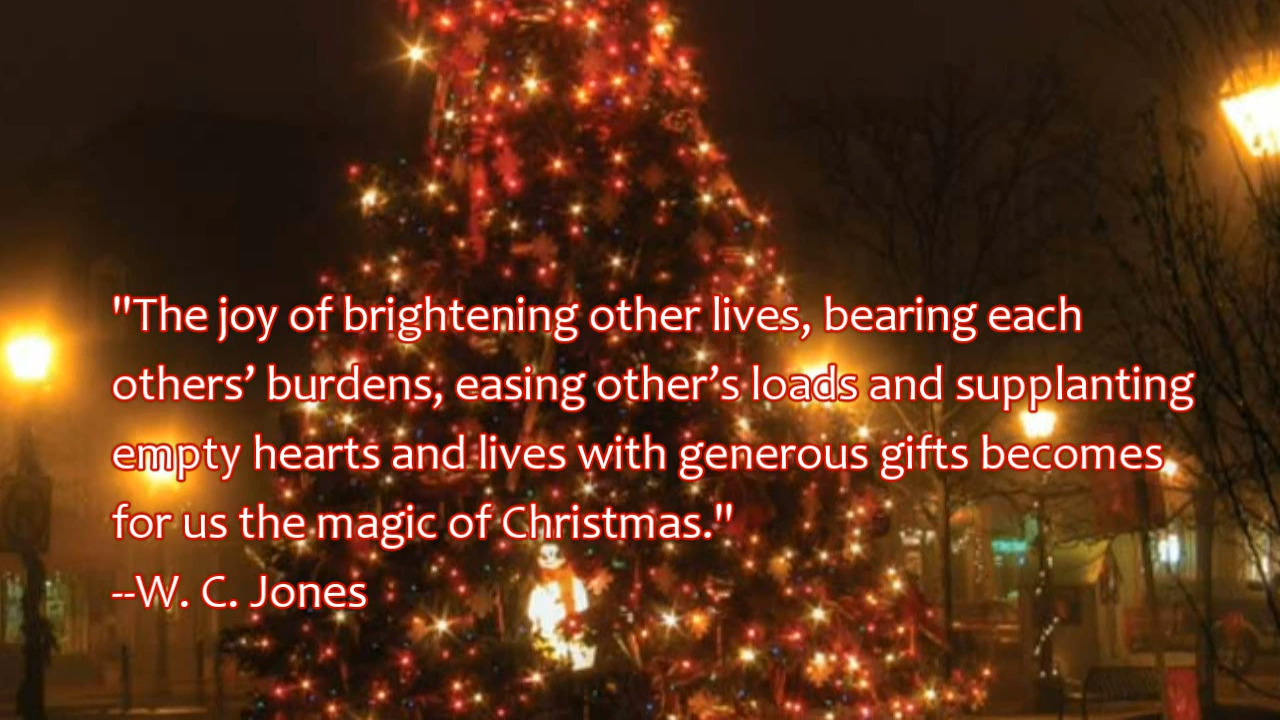 "The joy of brightening other lives, bearing each
others’ burdens, easing other’s loads and supplanting
empty hearts and lives with generous gifts becomes
for us the magic of Christmas."
--W. C. Jones